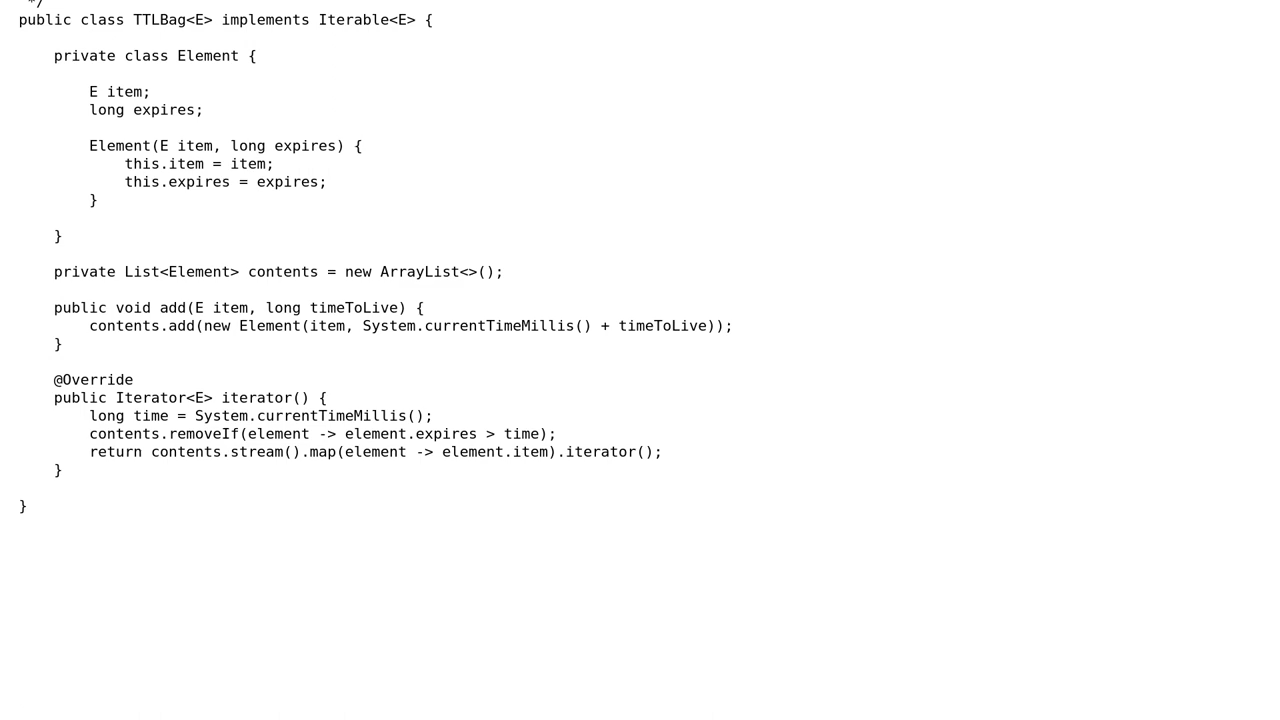 */
public class TTLBag<E> implements Iterable<E> {
private class Element {
E item;
long expires;
Element(E item, long expires) {
this.item = item;
this.expires = expires;
}
}
private List<Element> contents = new ArrayList<>();
public void add(E item, long timeToLive) {
contents.add(new Element(item, System.currentTimeMillis() + timeToLive));
}
@Override
public Iterator<E> iterator() {
long time = System.currentTimeMillis();
contents.removeIf(element -> element.expires > time);
return contents.stream().map(element -> element.item).iterator();
}
}